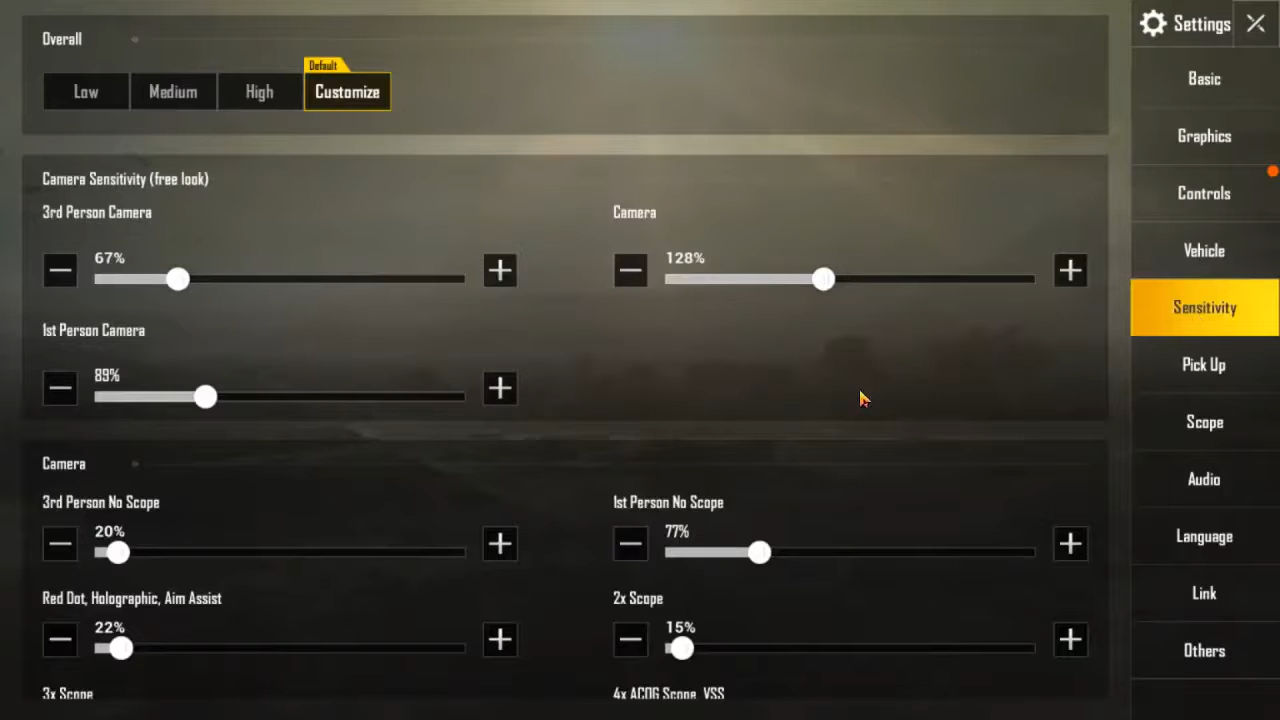 Overall
Default
Low
Medium
High
Customize
Camera Sensitivity (free look)
3rd Person Camera
67%
Camera
128%
1st Person Camera
89%
Camera
3rd Person No Scope
20%
1st Person No Scope
77%
Red Dot, Holographic, Aim Assist
22%
2x Scope
15%
3x Scope
4x ACOG Scope, VSS
Settings
Basic
Graphics
Controls
Vehicle
Sensitivity
Pick Up
Scope
Audio
Language
Link
Others